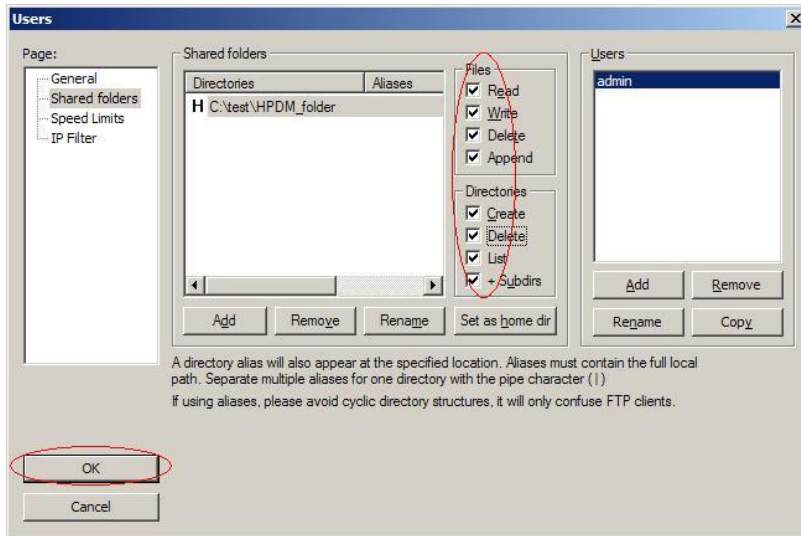 Users
Page:
General
Shared folders
Speed Limits
IP Filter
Shared folders
Directories Aliases
H C:\test\HPDM_folder
Files
Read
Write
Delete
Append
Directories
Create
Delete
List
+ Subdirs
Add Remove Rename Set as home dir
Users
admin
Add Remove
Rename Copy
A directory alias will also appear at the specified location. Aliases must contain the full local
path. Separate multiple aliases for one directory with the pipe character ( | )
If using aliases, please avoid cyclic directory structures, it will only confuse FTP clients.
OK
Cancel